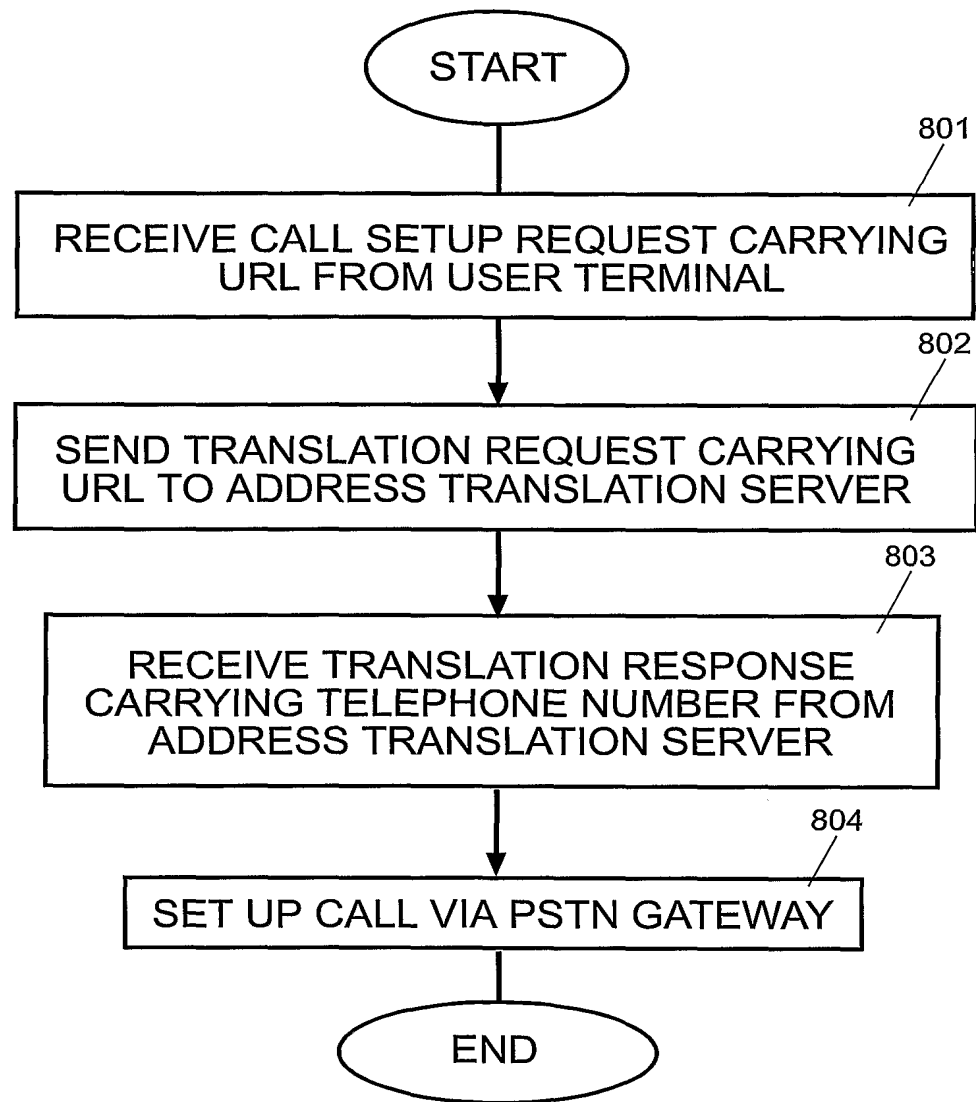 START
801
RECEIVE CALL SETUP REQUEST CARRYING
URL FROM USER TERMINAL
802
SEND TRANSLATION REQUEST CARRYING
URL TO ADDRESS TRANSLATION SERVER
803
RECEIVE TRANSLATION RESPONSE
CARRYING TELEPHONE NUMBER FROM
ADDRESS TRANSLATION SERVER
804
SET UP CALL VIA PSTN GATEWAY
END